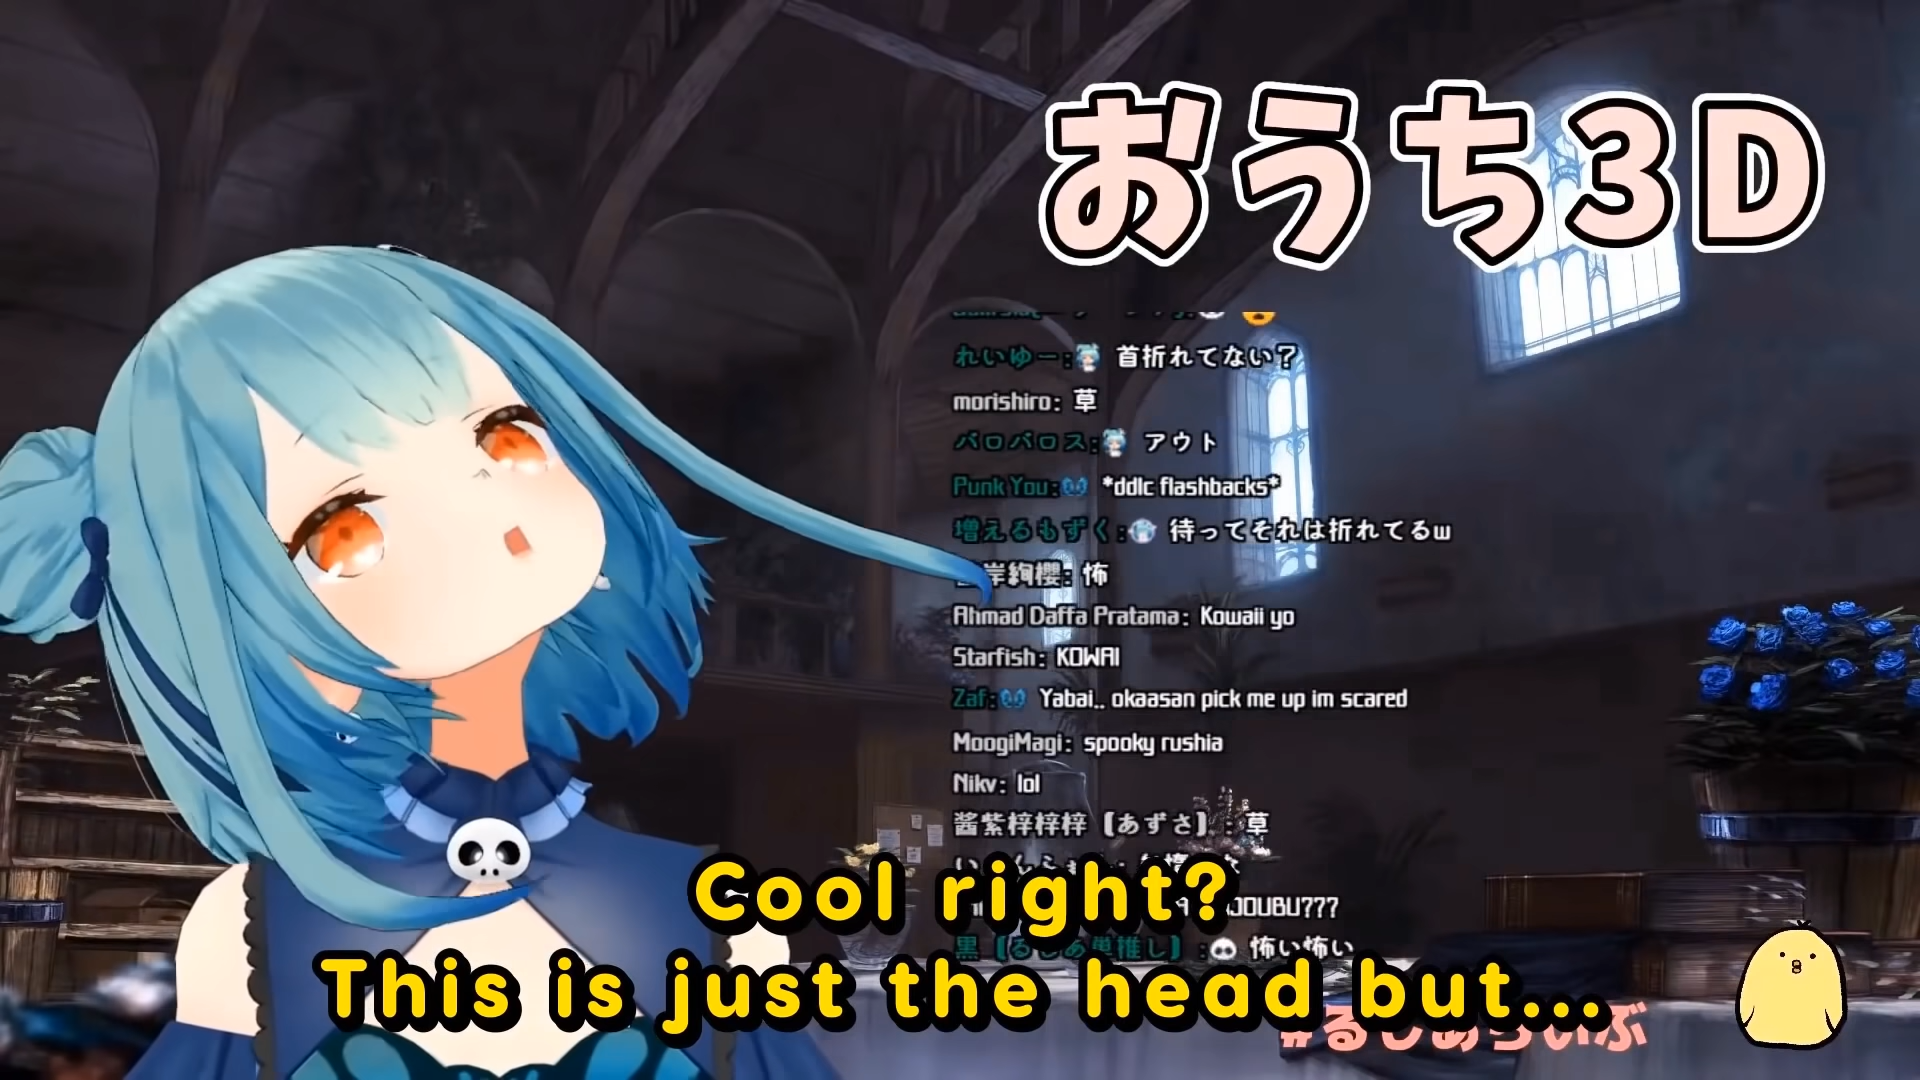 おうち3D
れいゆー: 首折れてない?
morishiro: 草
バロバロス: アウト
Punk You: *ddlc flashbacks*
増えるもずく: 待ってそれは折れてるw
岸絢櫻: 怖
Ahmad Daffa Pratama: Kowaii yo
Starfish: KOWAI
Zaf: Yabai.. okaasan pick me up im scared
MoogiMagi: spooky rushia
Nikv: lol
醤紫梓梓梓【あずさ】: 草
DOUBU???
黒【るしあ単推し】: 怖い怖い
Cool right?
This is just the head but...
#るしあらいぶ